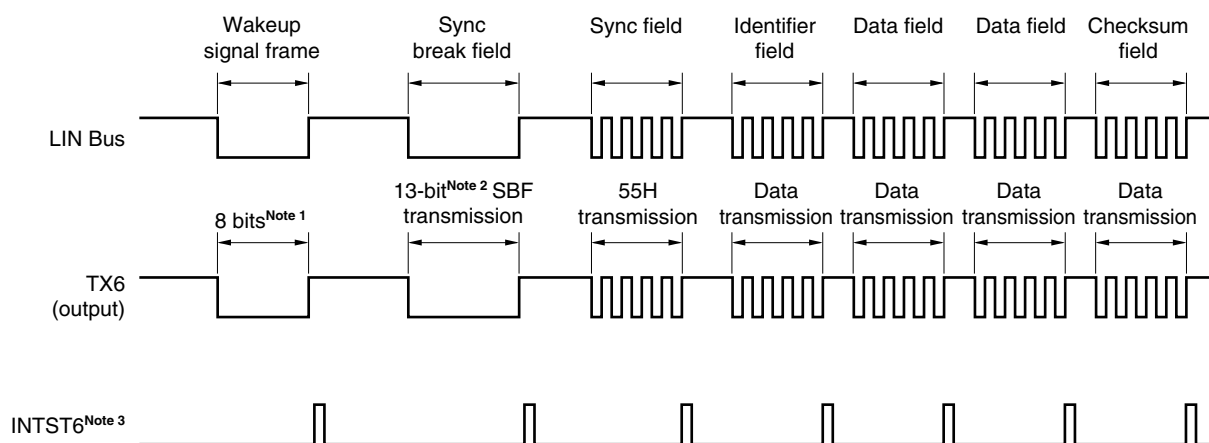 Wakeup
signal frame
Sync
break field
Sync field
Identifier
field
Data field
Data field
Checksum
field
LIN Bus
8 bitsNote 1
13-bitNote 2 SBF
transmission
55H
transmission
Data
transmission
Data
transmission
Data
transmission
Data
transmission
TX6
(output)
INTST6Note 3